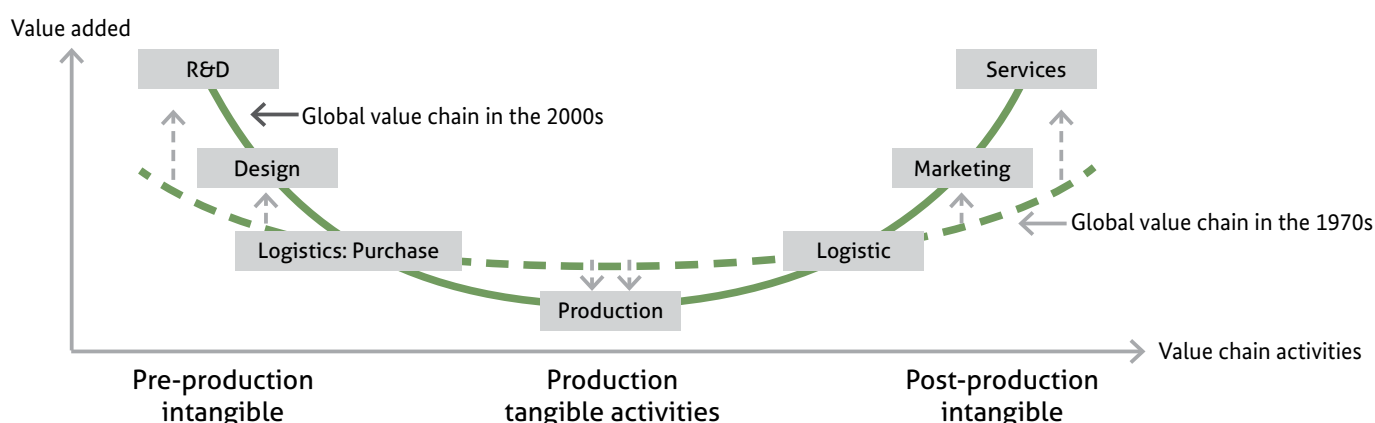 Value added
R&D
Services
Global value chain in the 2000s
Design
Marketing
Global value chain in the 1970s
Logistics: Purchase
Logistic
Production
Value chain activities
Pre-production
intangible
Production
tangible activities
Post-production
intangible